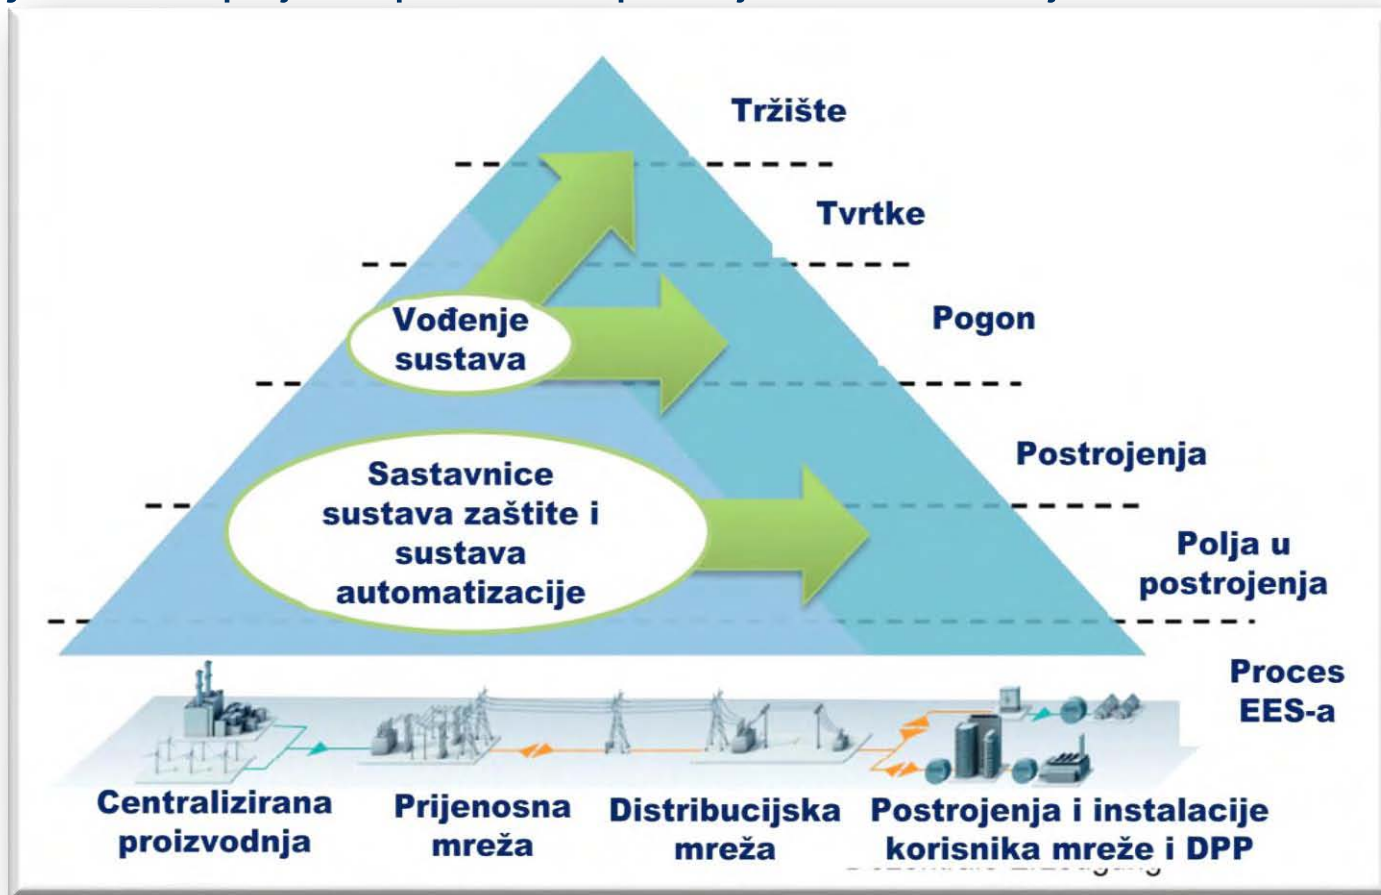 Tržište
Tvrtke
Pogon
Vođenje
sustava
Postrojenja
Sastavnice
sustava zaštite i
sustava
automatizacije
Polja u
postrojenja
Proces
EES-a
Centralizirana
proizvodnja
Prijenosna
mreža
Distribucijska
mreža
Postrojenja i instalacije
korisnika mreže i DPP